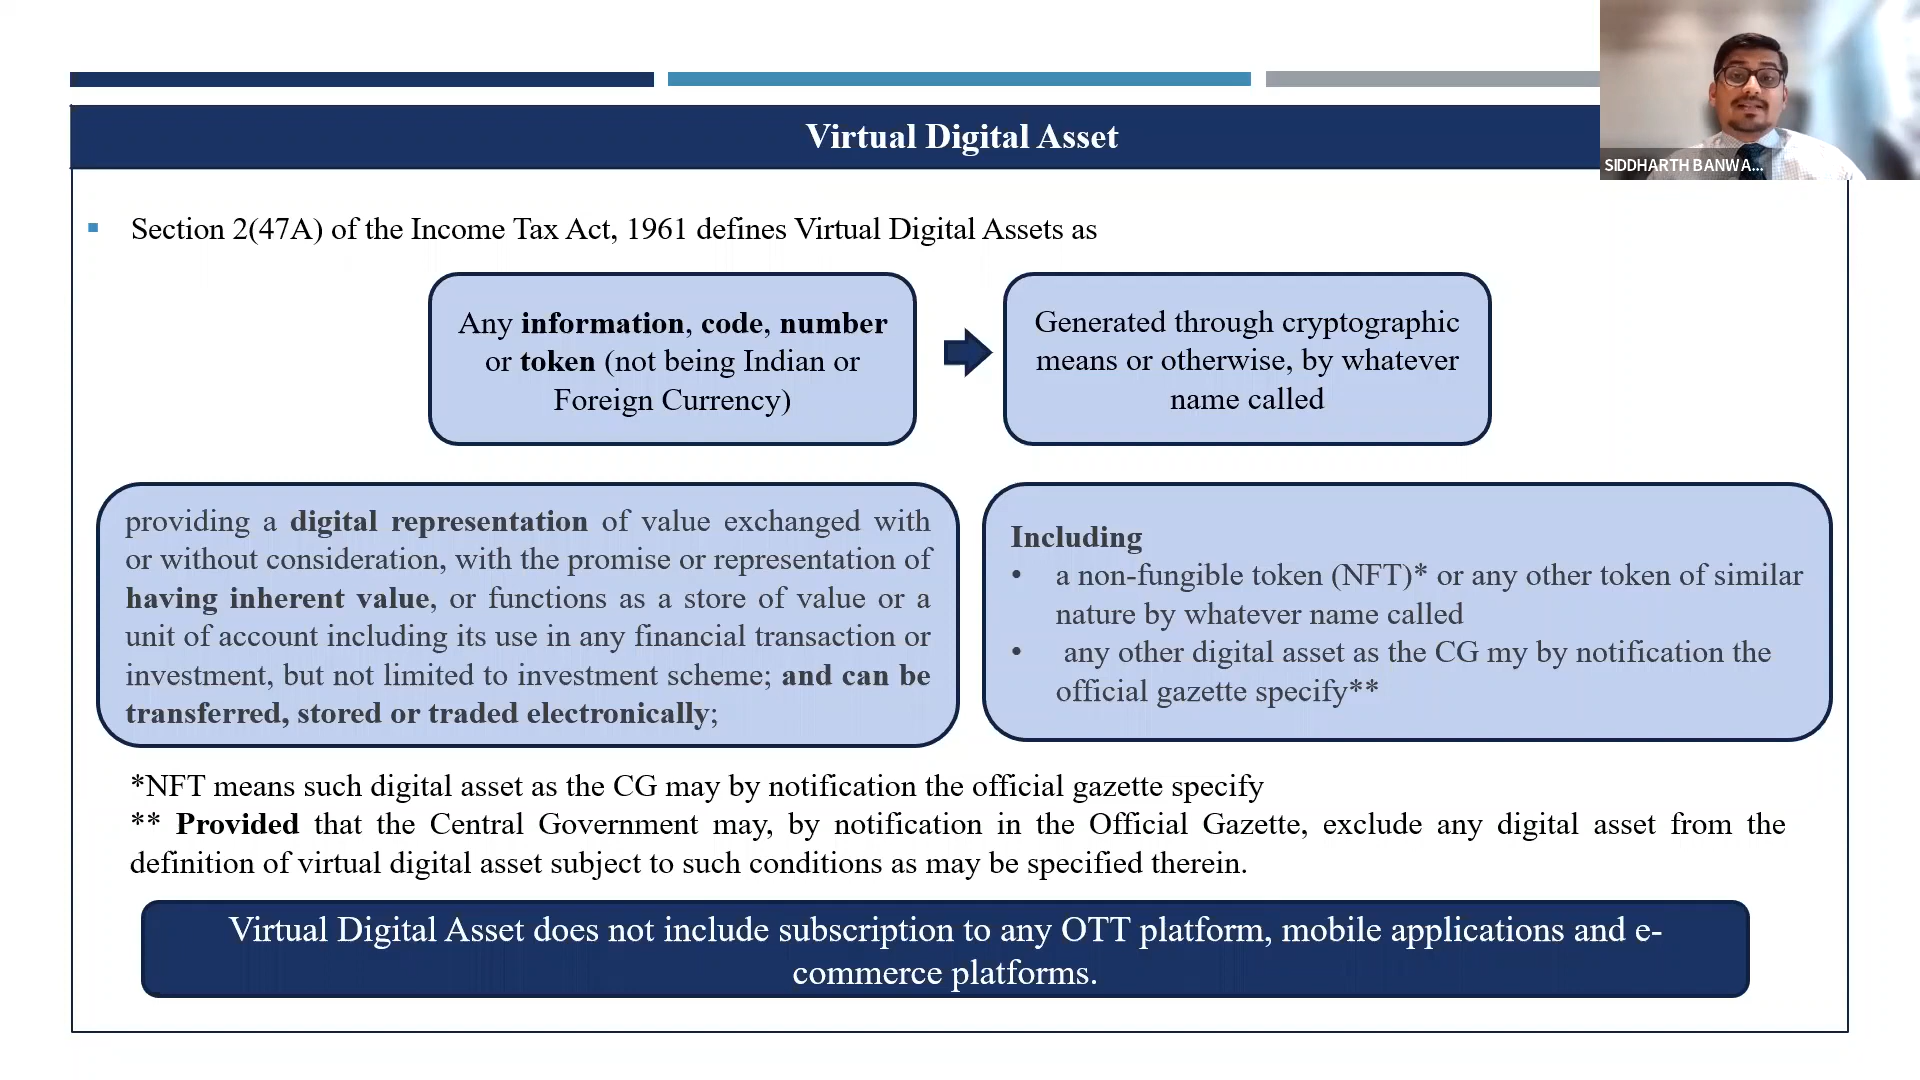 Virtual Digital Asset
SIDDHARTH BANWA...
Section 2(47A) of the Income Tax Act, 1961 defines Virtual Digital Assets as
Any information, code, number
or token (not being Indian or
Foreign Currency)
Generated through cryptographic
means or otherwise, by whatever
name called
providing a digital representation of value exchanged with
or without consideration, with the promise or representation of
having inherent value, or functions as a store of value or a
unit of account including its use in any financial transaction or
investment, but not limited to investment scheme; and can be
transferred, stored or traded electronically;
Including
• a non-fungible token (NFT)* or any other token of similar
nature by whatever name called
• any other digital asset as the CG my by notification the
official gazette specify**
*NFT means such digital asset as the CG may by notification the official gazette specify
** Provided that the Central Government may, by notification in the Official Gazette, exclude any digital asset from the
definition of virtual digital asset subject to such conditions as may be specified therein.
Virtual Digital Asset does not include subscription to any OTT platform, mobile applications and e-
commerce platforms.